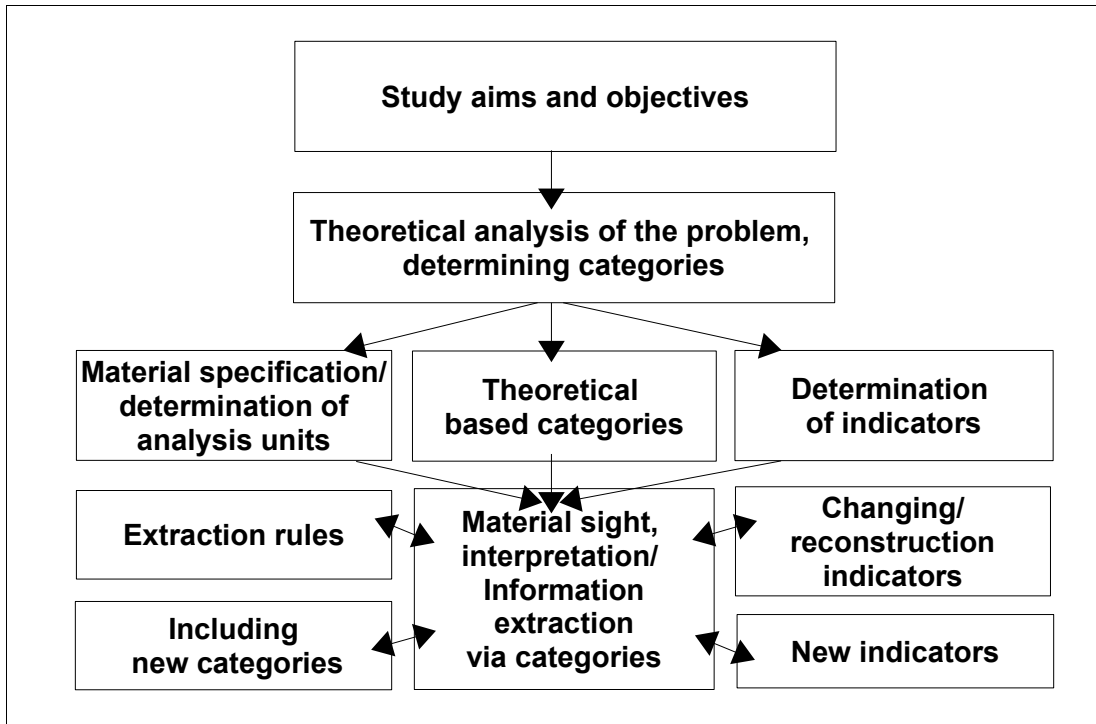 Study aims and objectives
Theoretical analysis of the problem,
determining categories
Material specification/
determination of
analysis units
Theoretical
based categories
Determination
of indicators
Extraction rules
Material sight,
interpretation/
Information
extraction
via categories
Changing/
reconstruction
indicators
Including
new categories
New indicators